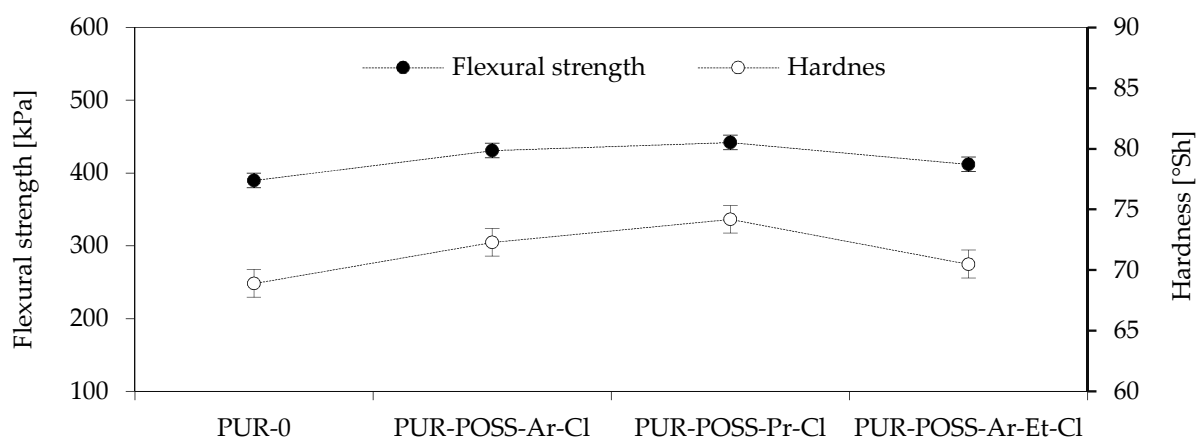 Flexural strength
Hardnes
Flexural strength [kPa]
600
500
400
300
200
100
90
85
80
75
70
65
60
Hardness [°Sh]
PUR-0
PUR-POSS-Ar-Cl
PUR-POSS-Pr-Cl
PUR-POSS-Ar-Et-Cl